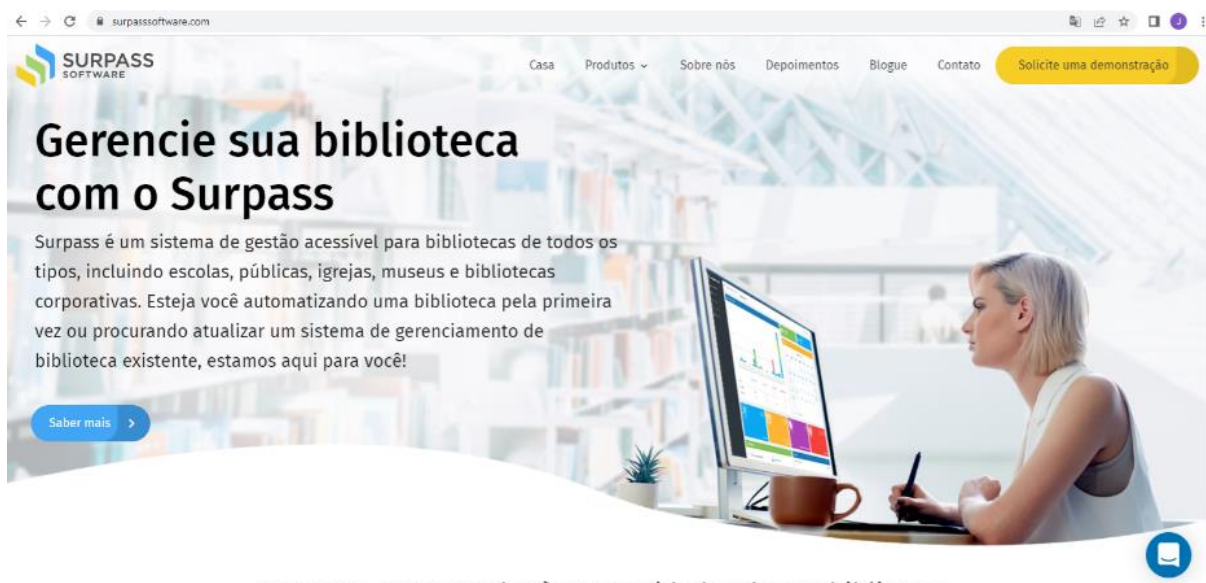 surpasssoftware.com
J
SURPASS
SOFTWARE
Casa
Produtos
Sobre nós
Depoimentos
Blogue
Contato
Solicite uma demonstração
Gerencie sua biblioteca
com o Surpass
Surpass é um sistema de gestão acessível para bibliotecas de todos os
tipos, incluindo escolas, públicas, igrejas, museus e bibliotecas
corporativas. Esteja você automatizando uma biblioteca pela primeira
vez ou procurando atualizar um sistema de gerenciamento de
biblioteca existente, estamos aqui para você!
Saber mais